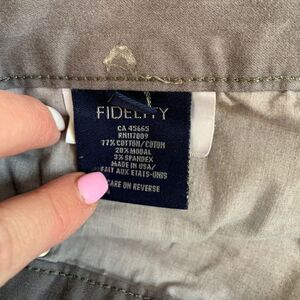 FIDELITY
CA 45665
RN117009
77% COTTON/COTON
20% MODAL
3% SPANDEX
MADE IN USA/
FAIT AUX ETATS-UNIS
CARE ON REVERSE